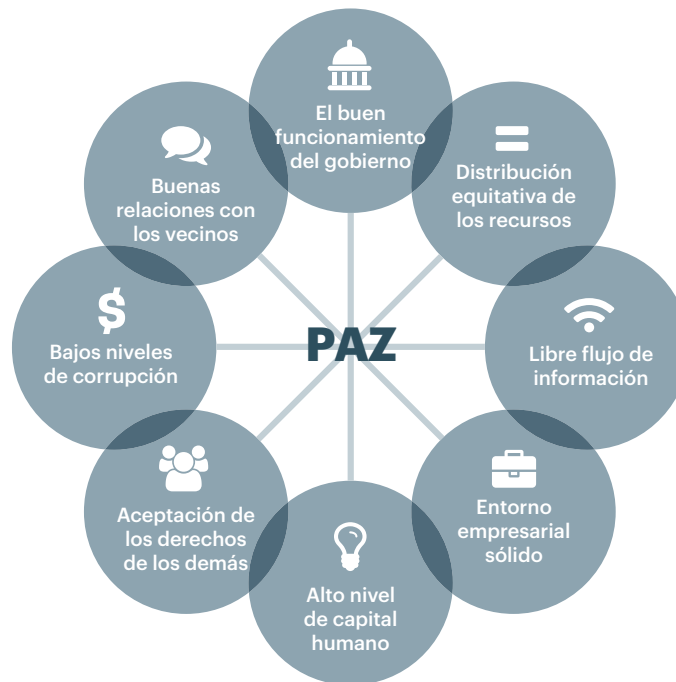 El buen
funcionamiento
del gobierno
Distribución
equitativa de
los recursos
Libre flujo de
información
Entorno
empresarial
sólido
Alto nivel
de capital
humano
Aceptación de
los derechos
de los demás
Bajos niveles
de corrupción
Buenas
relaciones con
los vecinos
PAZ